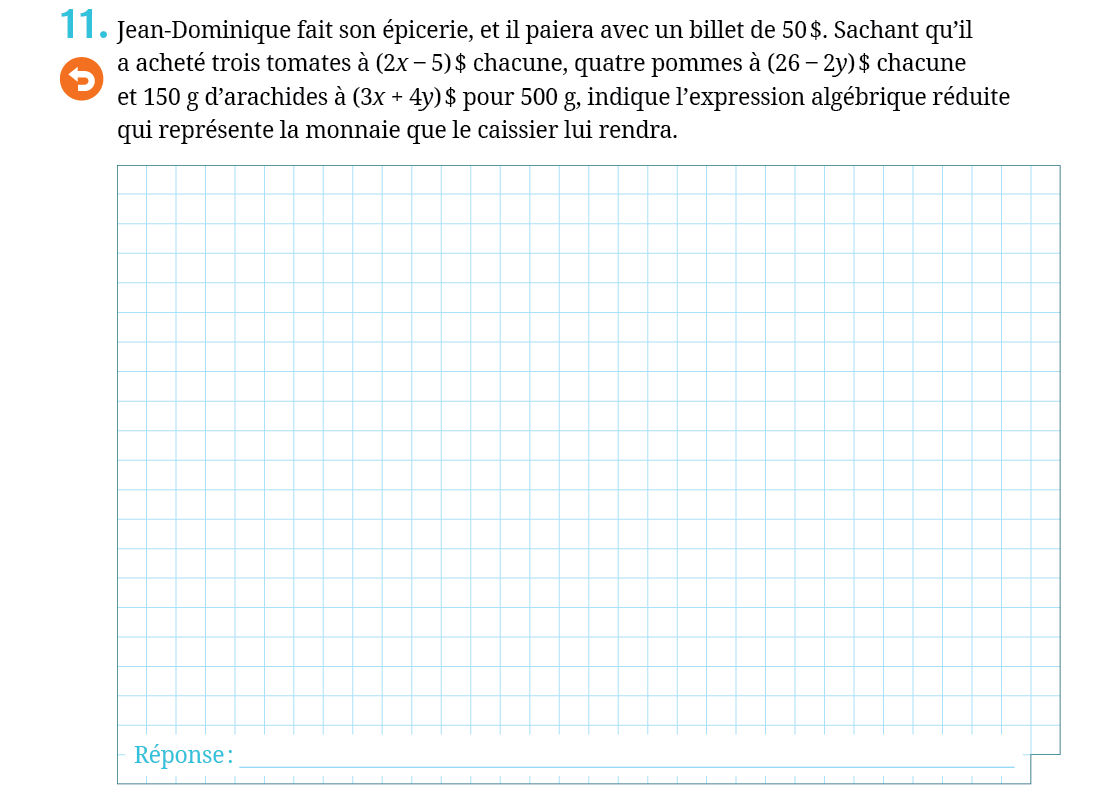 11. Jean-Dominique fait son épicerie, et il paiera avec un billet de 50 $. Sachant qu’il
a acheté trois tomates à (2x − 5) $ chacune, quatre pommes à (26 − 2y) $ chacune
et 150 g d’arachides à (3x + 4y) $ pour 500 g, indique l’expression algébrique réduite
qui représente la monnaie que le caissier lui rendra.
Réponse :